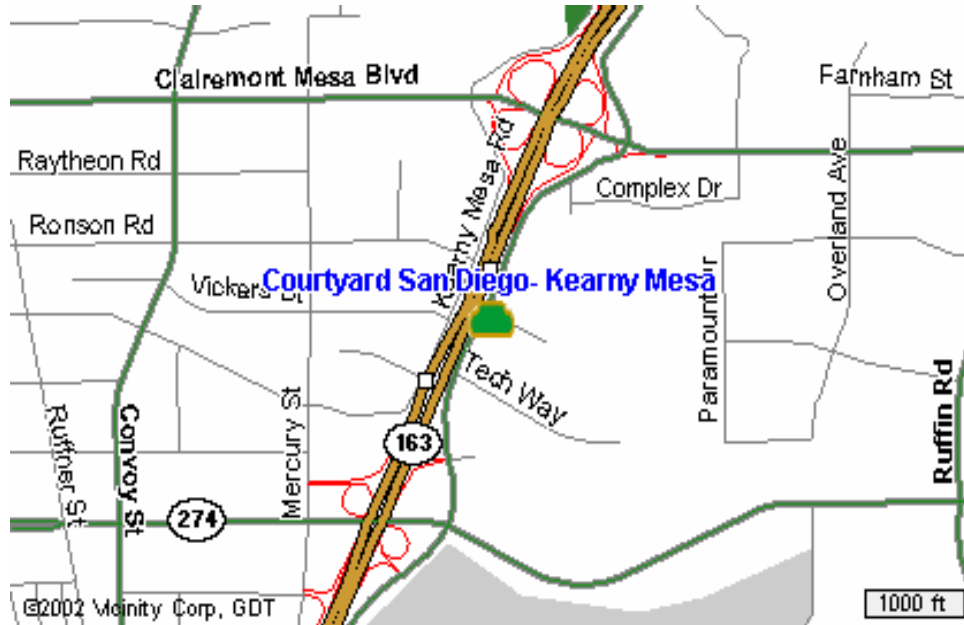 Clairemont Mesa Blvd
Farnham St
Raytheon Rd
Kearny Mesa Rd
Complex Dr
Overland Ave
Ronson Rd
Courtyard San Diego- Kearny Mesa
Vickers
Paramount Dr
Tech Way
Ruffin Rd
Ruffner St
Convoy St
Mercury St
163
274
©2002 Vicinity Corp, GDT
1000 ft